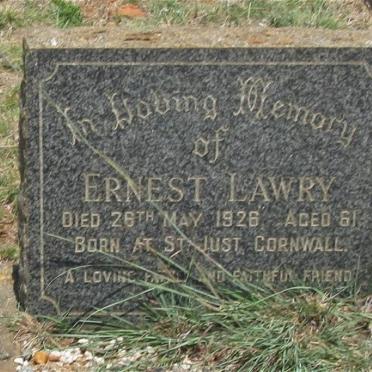 In Loving Memory
of
ERNEST LAWRY
DIED 26TH MAY 1926 AGED 61
BORN AT ST. JUST CORNWALL.
A LOVING AND FAITHFUL FRIEND